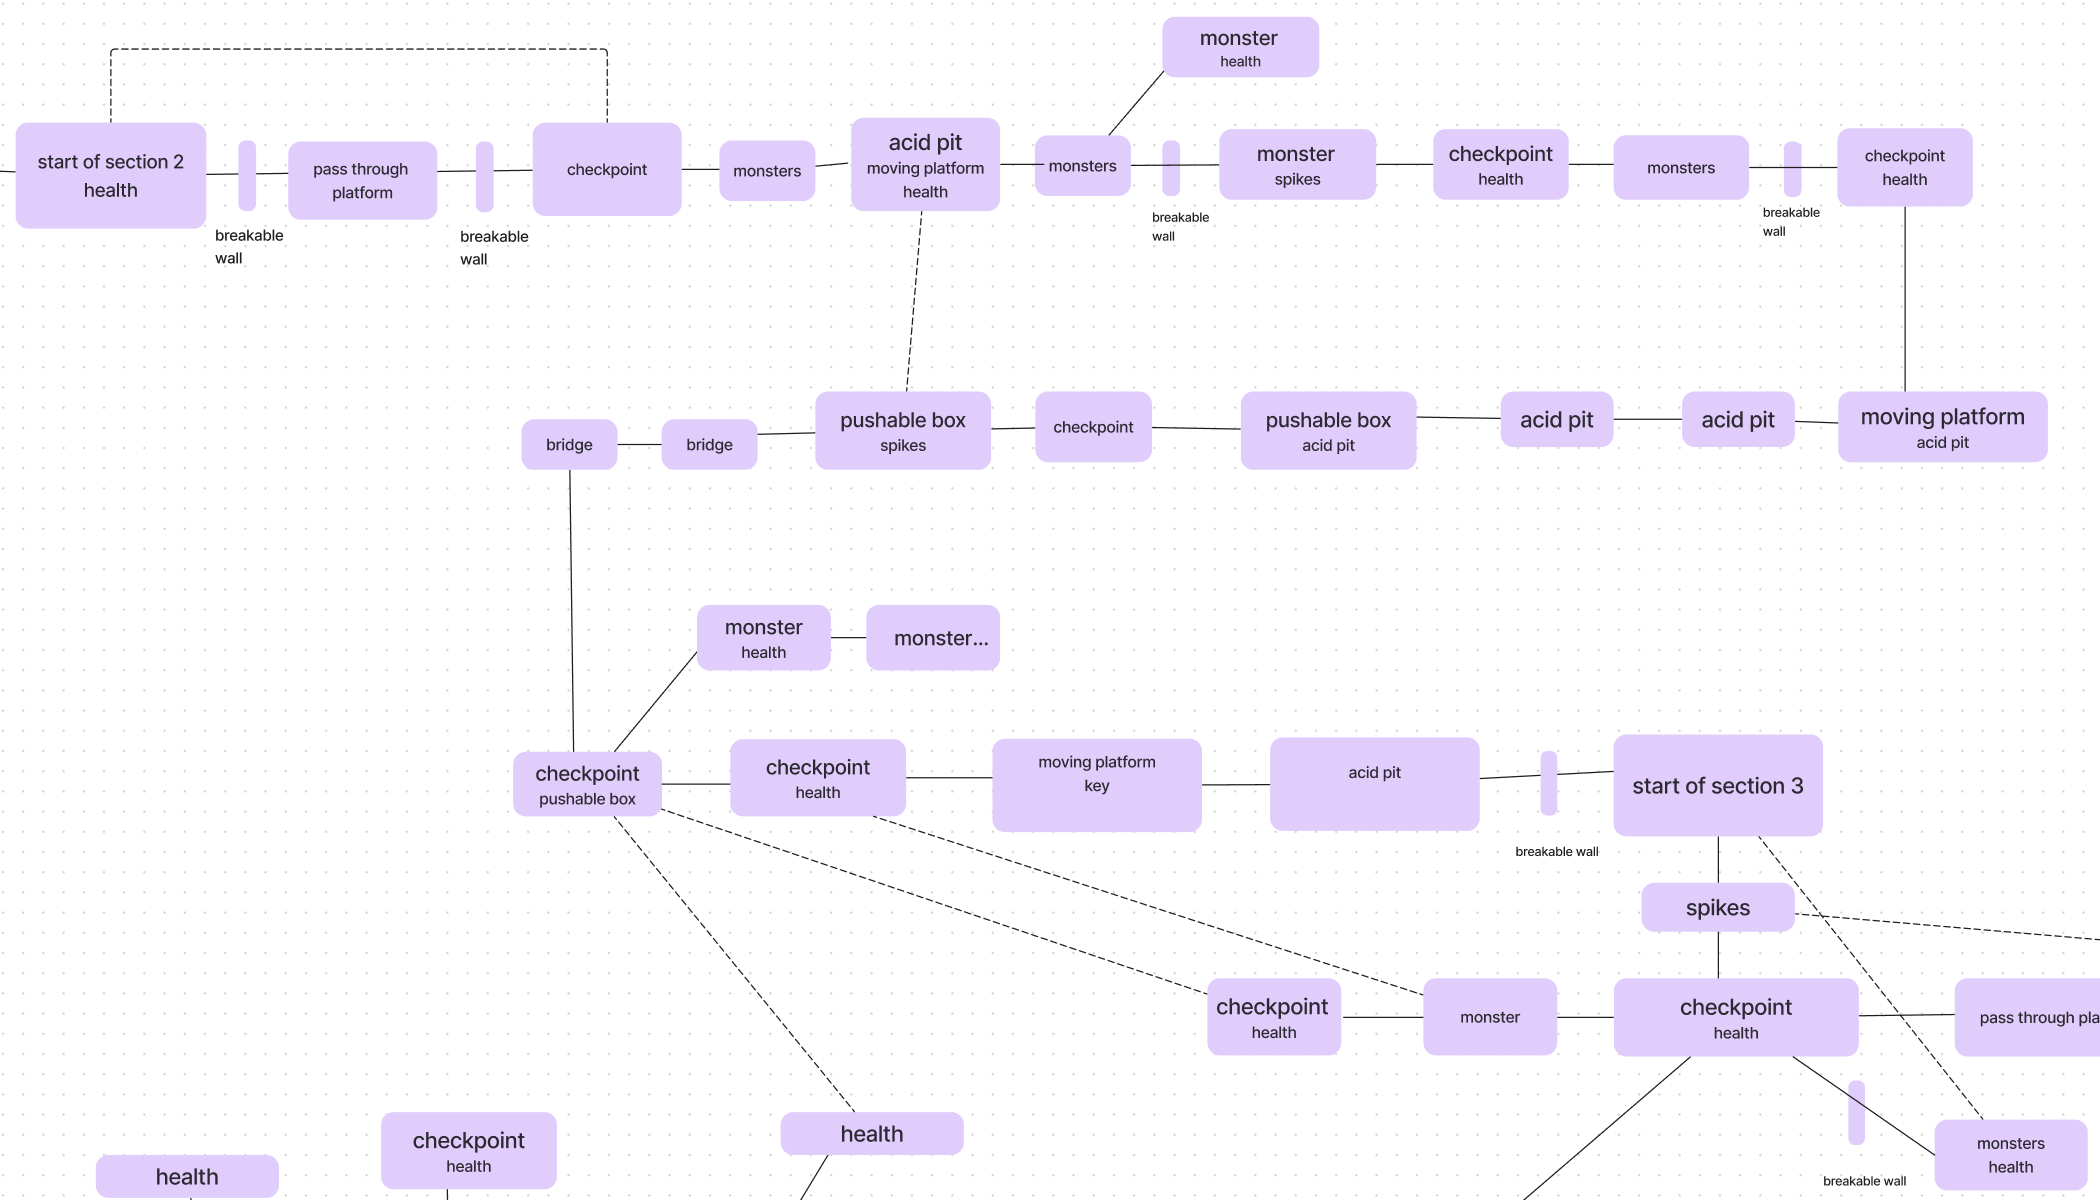 monster
health
start of section 2
health
breakable
wall
pass through
platform
breakable
wall
checkpoint
monsters
acid pit
moving platform
health
monsters
breakable
wall
monster
spikes
checkpoint
health
monsters
breakable
wall
checkpoint
health
bridge
bridge
pushable box
spikes
checkpoint
pushable box
acid pit
acid pit
acid pit
moving platform
acid pit
monster
health
monster...
checkpoint
pushable box
checkpoint
health
moving platform
key
acid pit
breakable wall
start of section 3
spikes
checkpoint
health
monster
checkpoint
health
pass through pla
health
checkpoint
health
health
breakable wall
monsters
health